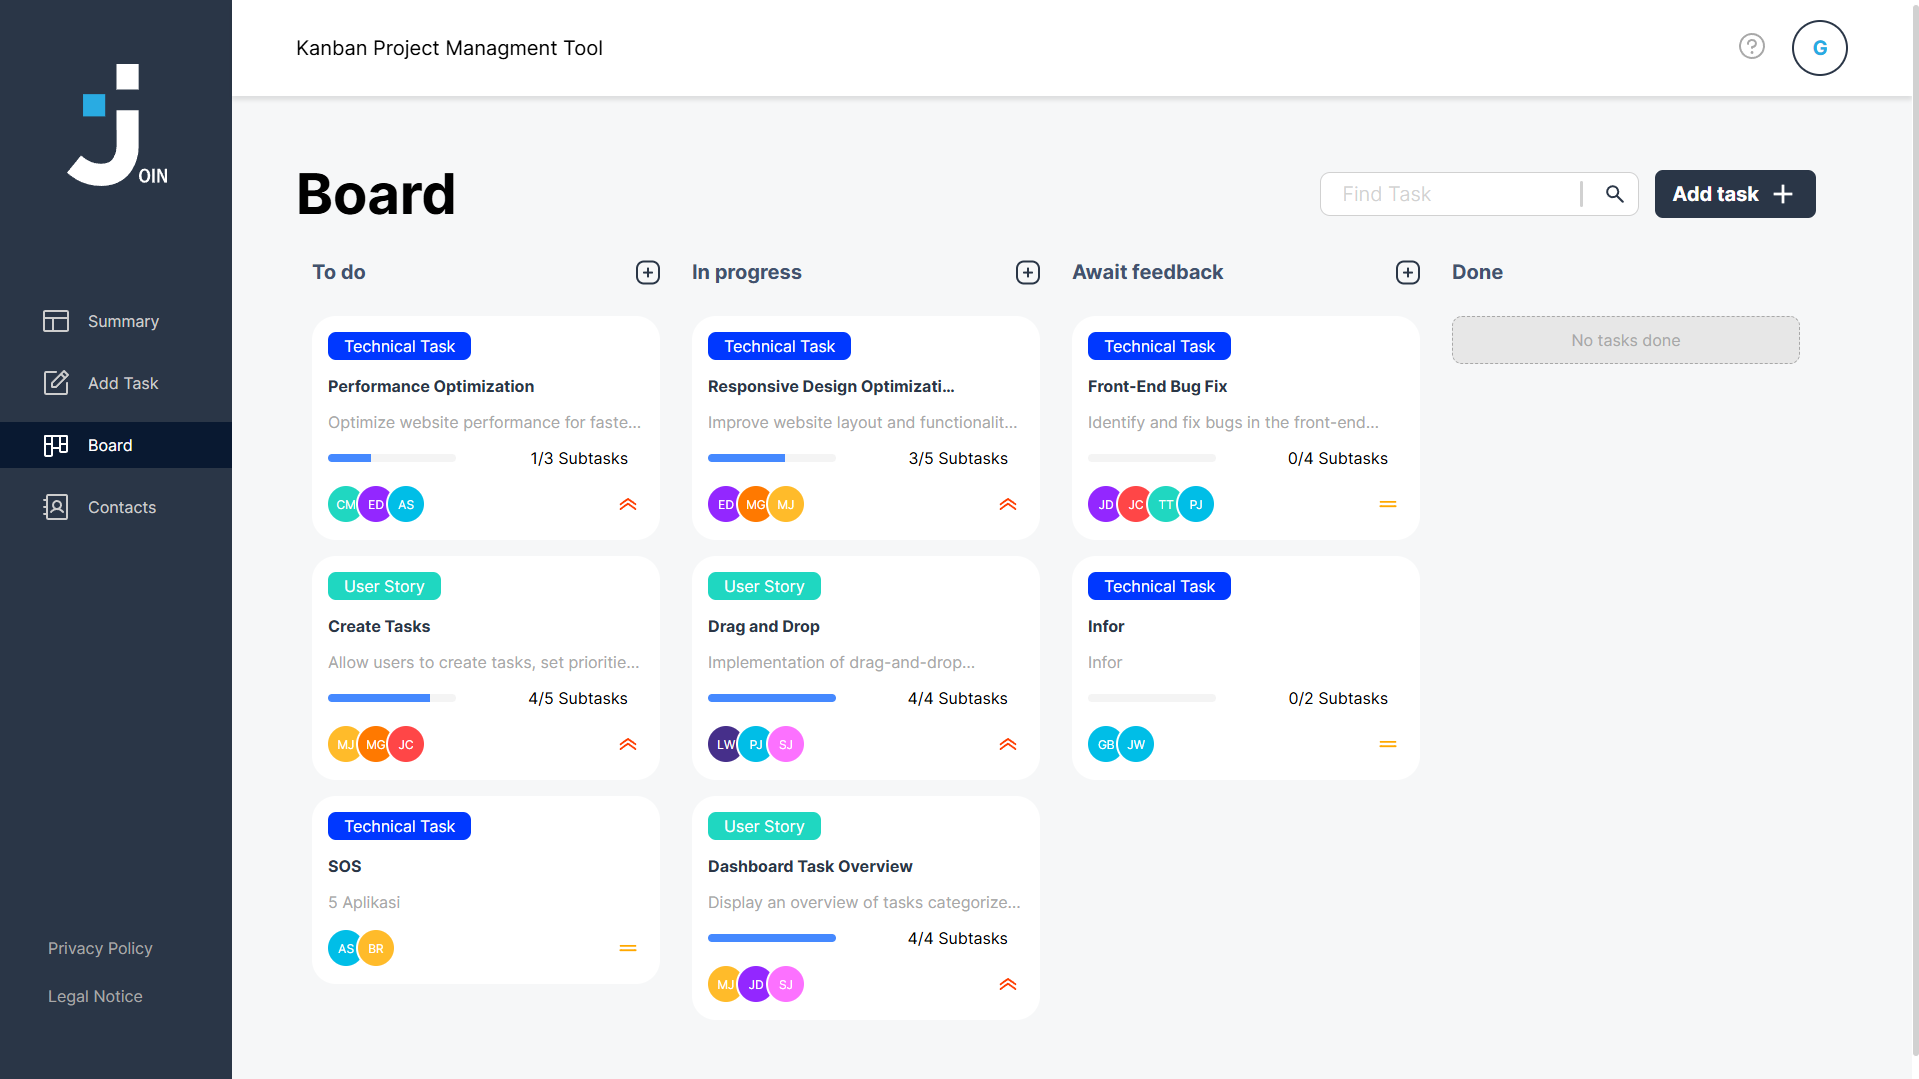 JOIN
Summary
Add Task
Board
Contacts
Privacy Policy
Legal Notice
Kanban Project Managment Tool
?
G
Board
Find Task
Add task
To do
Technical Task
Performance Optimization
Optimize website performance for faste...
1/3 Subtasks
CM ED AS
User Story
Create Tasks
Allow users to create tasks, set prioritie...
4/5 Subtasks
MJ MG JC
Technical Task
SOS
5 Aplikasi
AS BR
In progress
Technical Task
Responsive Design Optimizati...
Improve website layout and functionalit...
3/5 Subtasks
ED MG MJ
User Story
Drag and Drop
Implementation of drag-and-drop...
4/4 Subtasks
LW PJ SJ
User Story
Dashboard Task Overview
Display an overview of tasks categorize...
4/4 Subtasks
MJ JD SJ
Await feedback
Technical Task
Front-End Bug Fix
Identify and fix bugs in the front-end...
0/4 Subtasks
JD JC TT PJ
Technical Task
Infor
Infor
0/2 Subtasks
GB JW
Done
No tasks done